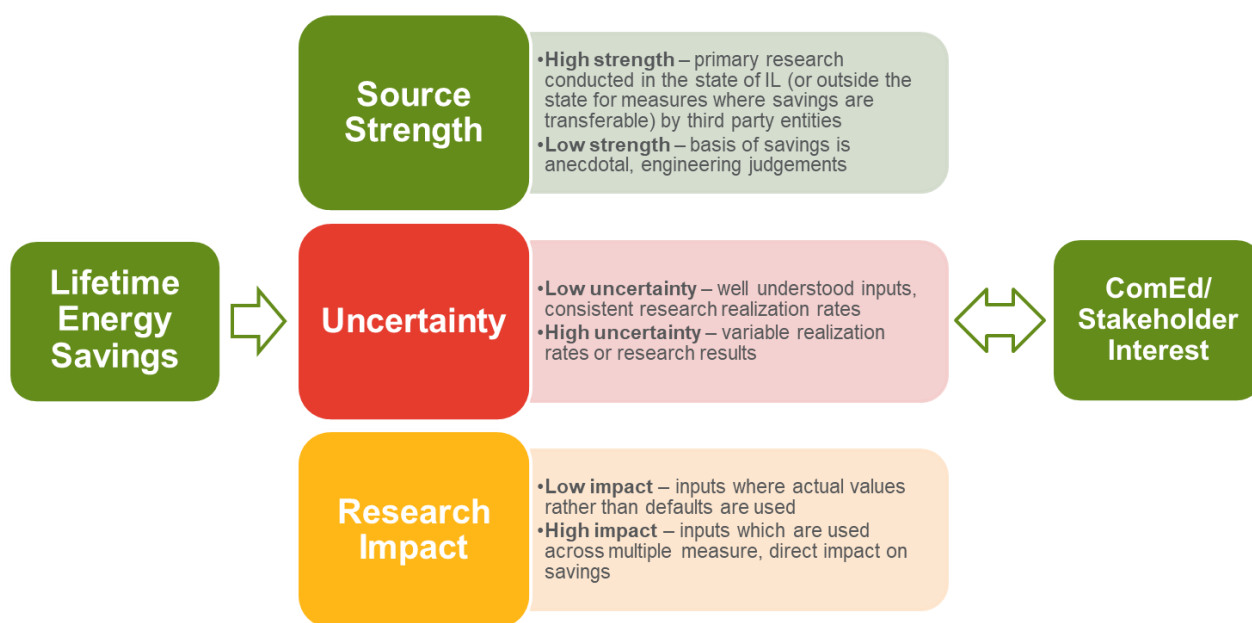 Lifetime
Energy
Savings
Source
Strength
•High strength – primary research
conducted in the state of IL (or outside the
state for measures where savings are
transferable) by third party entities
•Low strength – basis of savings is
anecdotal, engineering judgements
Uncertainty
•Low uncertainty – well understood inputs,
consistent research realization rates
•High uncertainty – variable realization
rates or research results
Research
Impact
•Low impact – inputs where actual values
rather than defaults are used
•High impact – inputs which are used
across multiple measure, direct impact on
savings
ComEd/
Stakeholder
Interest